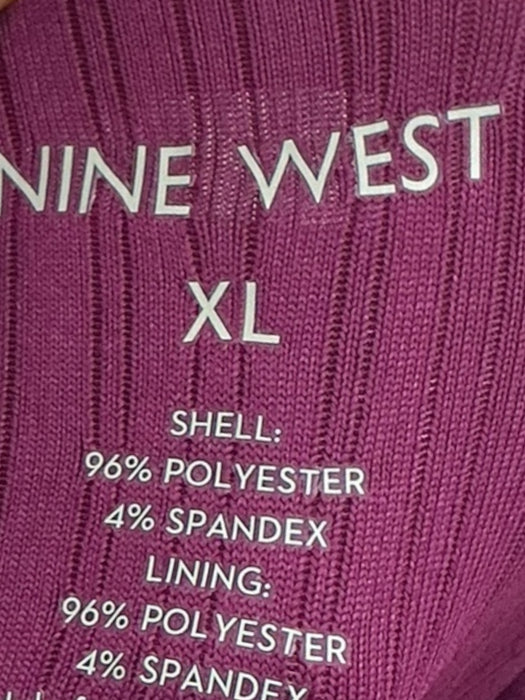 NINE WEST
XL
SHELL:
96% POLYESTER
4% SPANDEX
LINING:
96% POLYESTER
4% SPANDEX